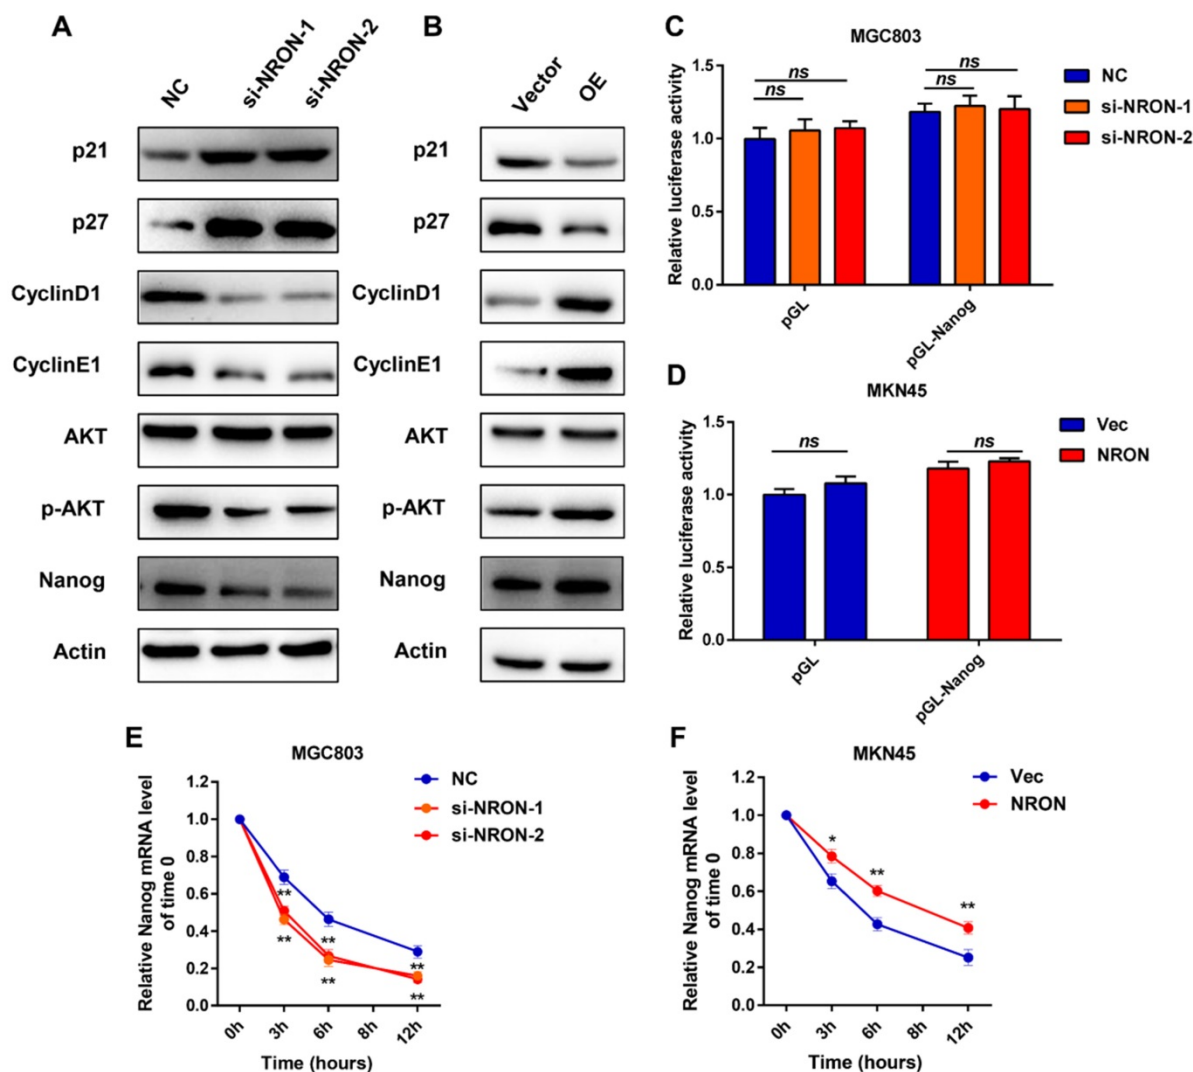 A
NC
si-NRON-1
si-NRON-2
p21
p27
CyclinD1
CyclinE1
AKT
p-AKT
Nanog
Actin
B
Vector
OE
p21
p27
CyclinD1
CyclinE1
AKT
p-AKT
Nanog
Actin
C
MGC803
Relative luciferase activity
1.5
1.0
0.5
0.0
ns
ns
ns
ns
pGL
pGL-Nanog
NC
si-NRON-1
si-NRON-2
D
MKN45
Relative luciferase activity
1.5
1.0
0.5
0.0
ns
ns
pGL
pGL-Nanog
Vec
NRON
E
MGC803
Relative Nanog mRNA level
of time 0
1.2
1.0
0.8
0.6
0.4
0.2
0.0
**
**
**
**
**
**
0h
3h
6h
8h
12h
Time (hours)
NC
si-NRON-1
si-NRON-2
F
MKN45
Relative Nanog mRNA level
of time 0
1.2
1.0
0.8
0.6
0.4
0.2
0.0
*
**
**
0h
3h
6h
8h
12h
Time (hours)
Vec
NRON